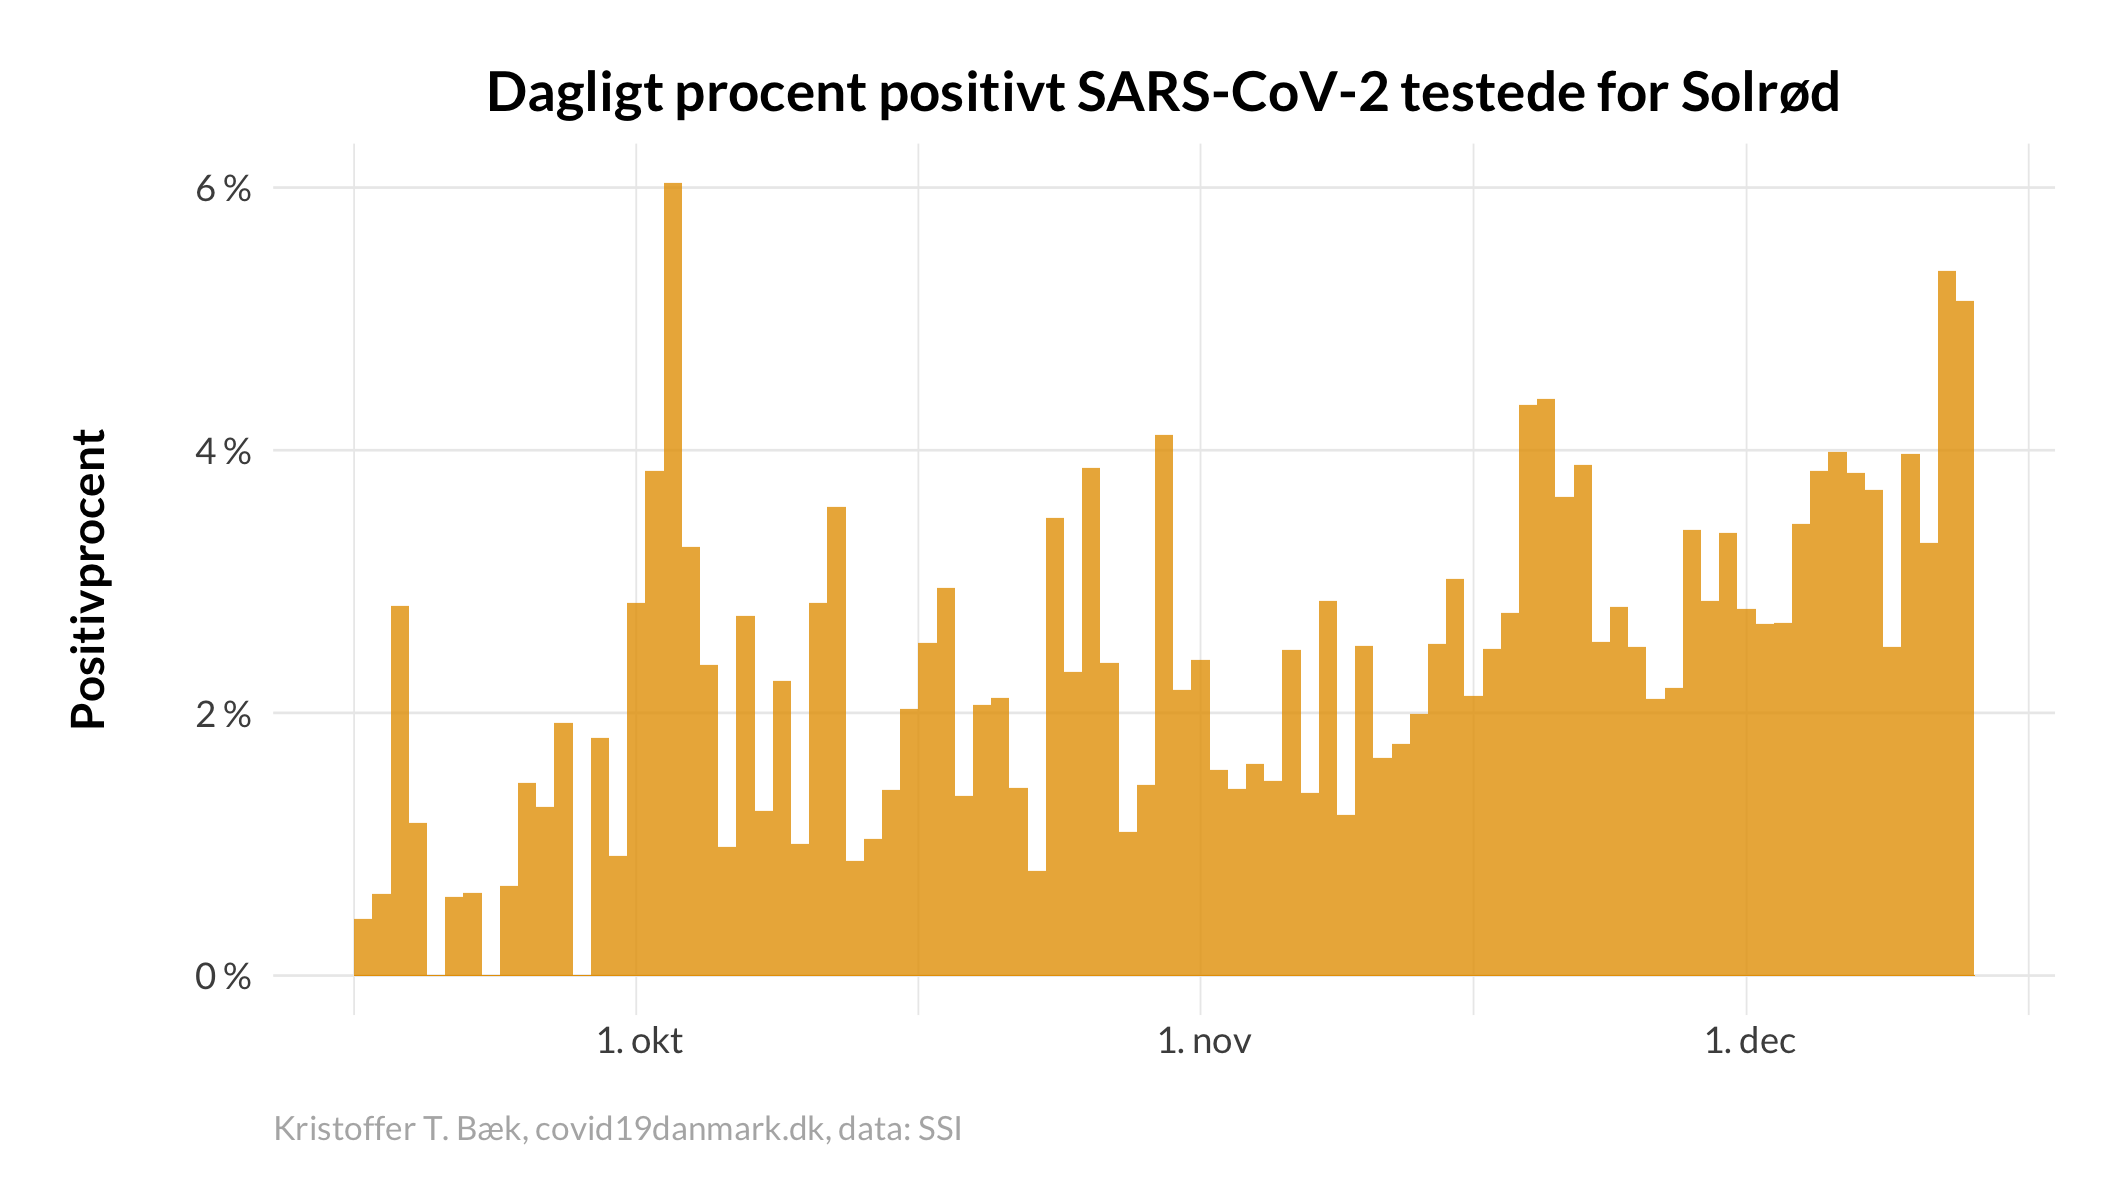 Dagligt procent positivt SARS-CoV-2 testede for Solrød
Positivprocent
6 %
4 %
2 %
0 %
1. okt
1. nov
1. dec
Kristoffer T. Bæk, covid19danmark.dk, data: SSI